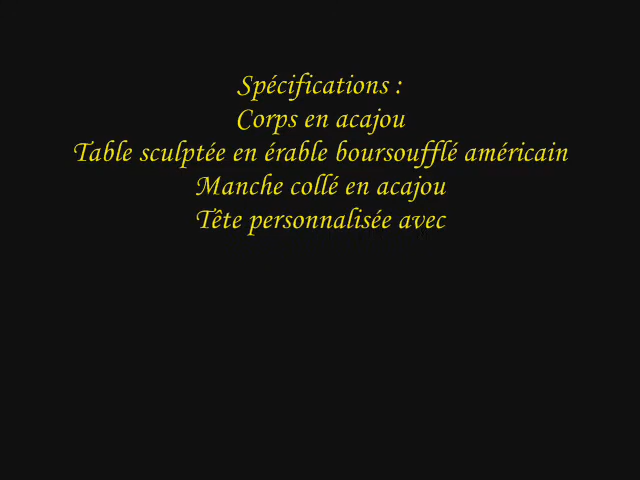 Spécifications :
Corps en acajou
Table sculptée en érable boursoufflé américain
Manche collé en acajou
Tête personnalisée avec